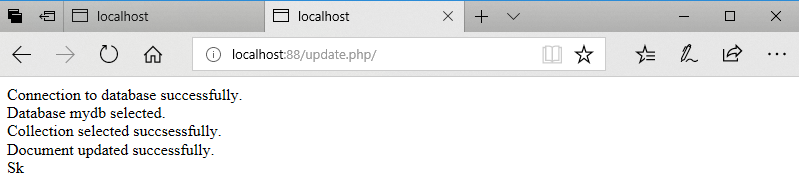 localhost
localhost
localhost:88/update.php/
Connection to database successfully.
Database mydb selected.
Collection selected succsessfully.
Document updated successfully.
Sk